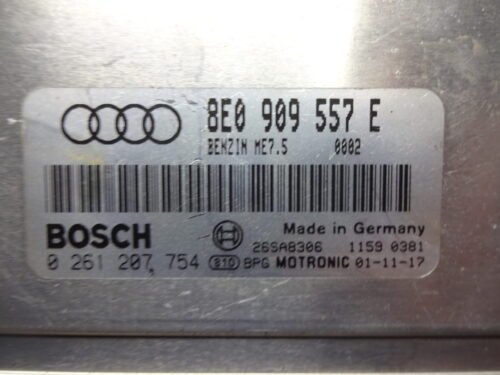 8E0 909 557 E
BENZIN ME7.5 0002
Made in Germany
BOSCH 26SA8306 1159 0381
0 261 207 754 BPG MOTRONIC 01-11-17